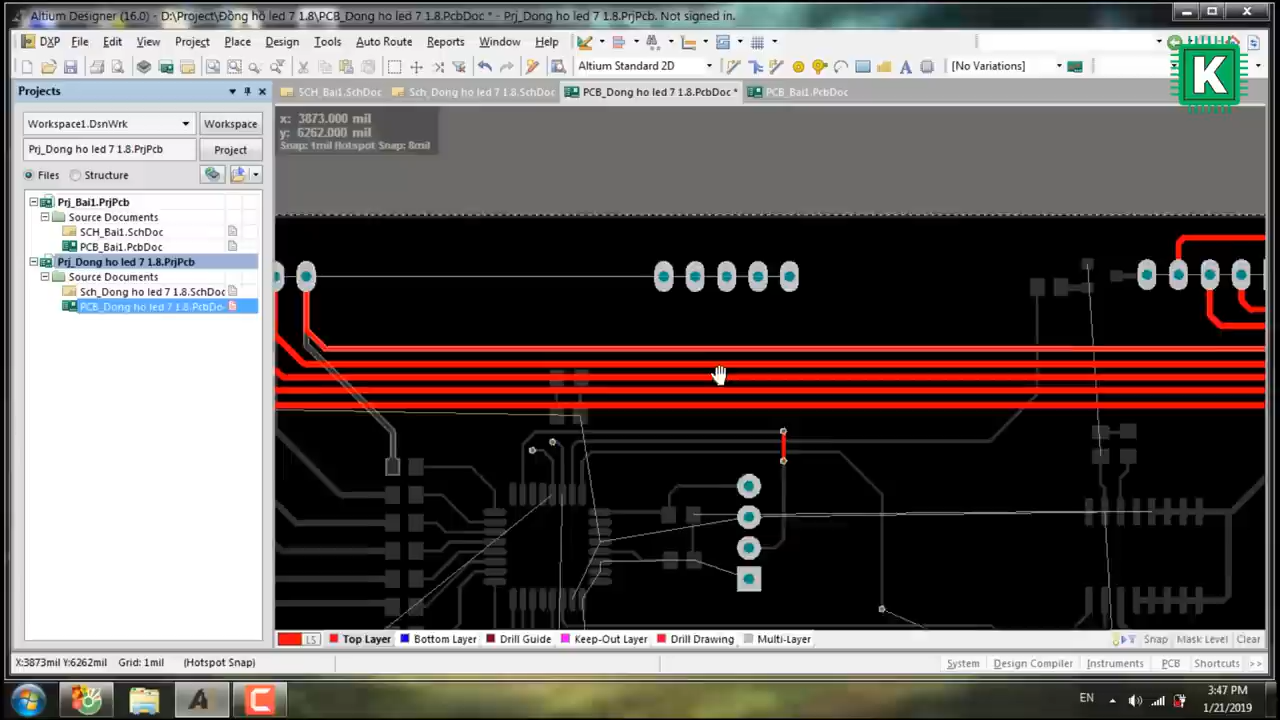 Altium Designer (16.0) - D:\Project\Đồng hồ led 7 1.8\PCB_Dong ho led 7 1.8.PcbDoc * - Prj_Dong ho led 7 1.8.PrjPcb. Not signed in.
DXP File Edit View Project Place Design Tools Auto Route Reports Window Help
Altium Standard 2D [No Variations]
K
Projects
SCH_Bai1.SchDoc Sch_Dong ho led 7 1.8.SchDoc PCB_Dong ho led 7 1.8.PcbDoc * PCB_Bai1.PcbDoc
Workspace1.DsnWrk Workspace
Prj_Dong ho led 7 1.8.PrjPcb Project
Files Structure
x: 3873.000 mil
y: 6262.000 mil
Snap: 1mil Hotspot Snap: 8mil
Prj_Bai1.PrjPcb
Source Documents
SCH_Bai1.SchDoc
PCB_Bai1.PcbDoc
Prj_Dong ho led 7 1.8.PrjPcb
Source Documents
Sch_Dong ho led 7 1.8.SchDoc
PCB_Dong ho led 7 1.8.PcbDo
LS Top Layer Bottom Layer Drill Guide Keep-Out Layer Drill Drawing Multi-Layer Snap Mask Level Clear
X:3873mil Y:6262mil Grid: 1mil (Hotspot Snap) System Design Compiler Instruments PCB Shortcuts >>
EN 3:47 PM
1/21/2019